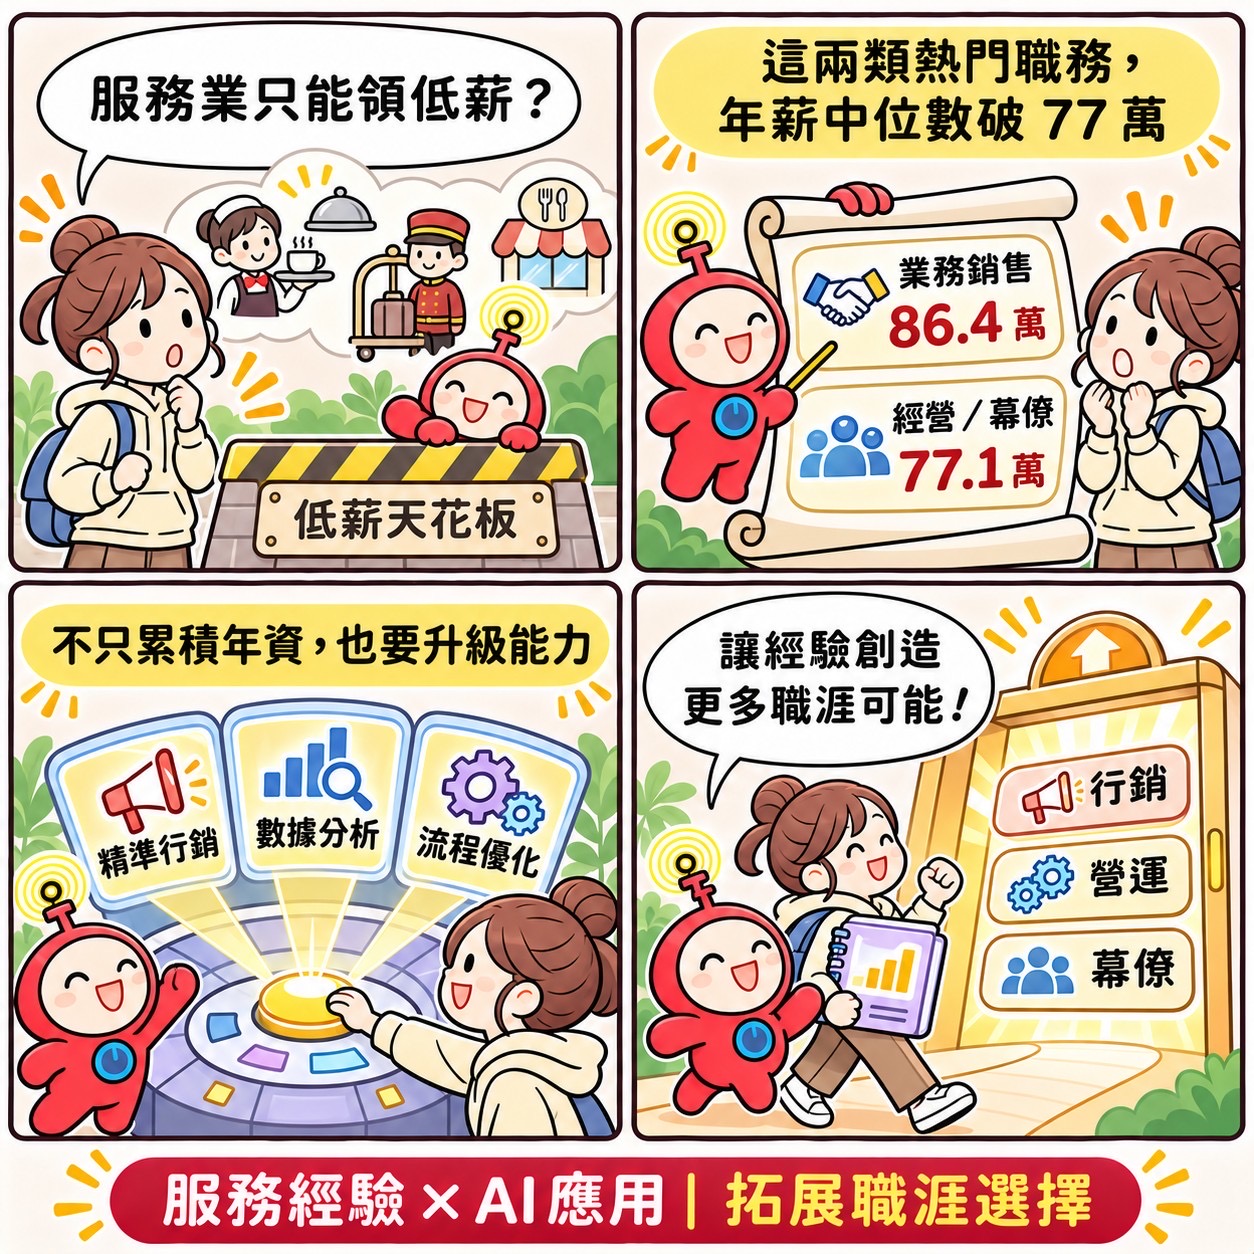 服務業只能領低薪？
低薪天花板
這兩類熱門職務，
年薪中位數破 77 萬
業務銷售
86.4 萬
經營／幕僚
77.1 萬
不只累積年資，也要升級能力
精準行銷
數據分析
流程優化
讓經驗創造
更多職涯可能！
行銷
營運
幕僚
服務經驗 × AI 應用｜拓展職涯選擇